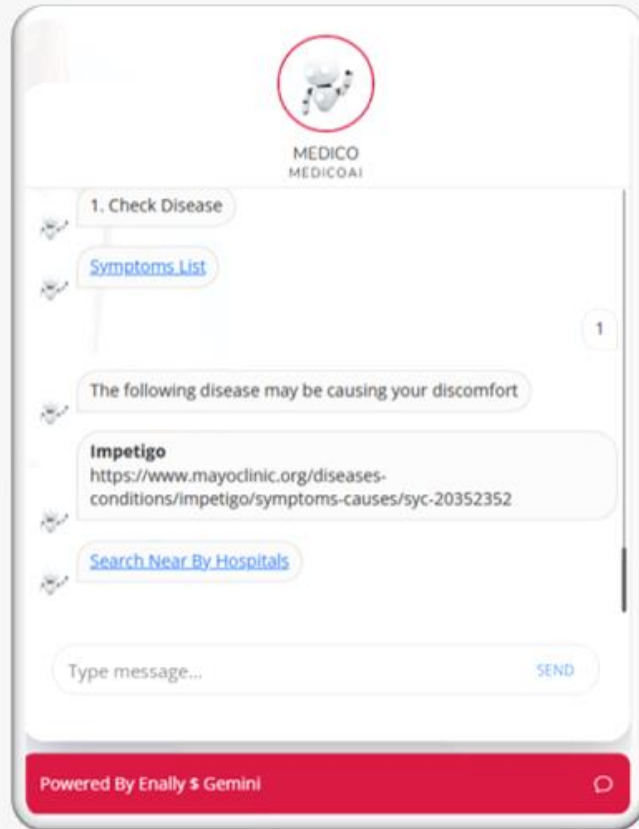 MEDICO
MEDICOAI
1. Check Disease
Symptoms List
1
The following disease may be causing your discomfort
Impetigo
https://www.mayoclinic.org/diseases-
conditions/impetigo/symptoms-causes/syc-20352352
Search Near By Hospitals
Type message...
SEND
Powered By Enally $ Gemini